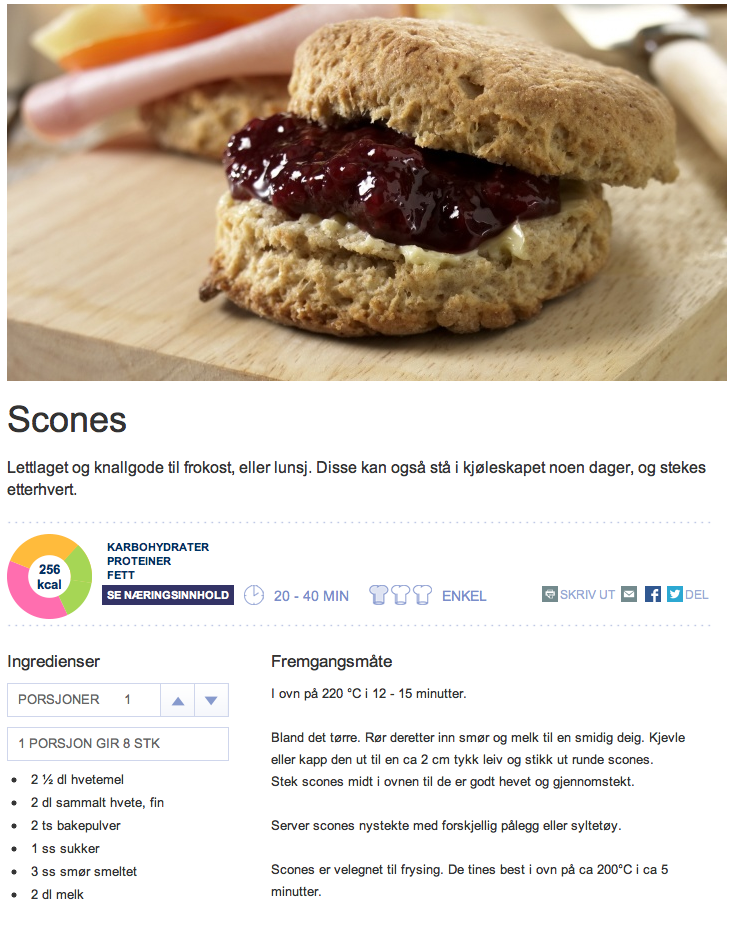 Scones
Lettlaget og knallgode til frokost, eller lunsj. Disse kan også stå i kjøleskapet noen dager, og stekes
etterhvert.
256
kcal
KARBOHYDRATER
PROTEINER
FETT
SE NÆRINGSINNHOLD
20 - 40 MIN
ENKEL
SKRIV UT
DEL
Ingredienser
PORSJONER 1
1 PORSJON GIR 8 STK
2 ½ dl hvetemel
2 dl sammalt hvete, fin
2 ts bakepulver
1 ss sukker
3 ss smør smeltet
2 dl melk
Fremgangsmåte
I ovn på 220 °C i 12 - 15 minutter.
Bland det tørre. Rør deretter inn smør og melk til en smidig deig. Kjevle
eller kapp den ut til en ca 2 cm tykk leiv og stikk ut runde scones.
Stek scones midt i ovnen til de er godt hevet og gjennomstekt.
Server scones nystekte med forskjellig pålegg eller syltetøy.
Scones er velegnet til frysing. De tines best i ovn på ca 200°C i ca 5
minutter.